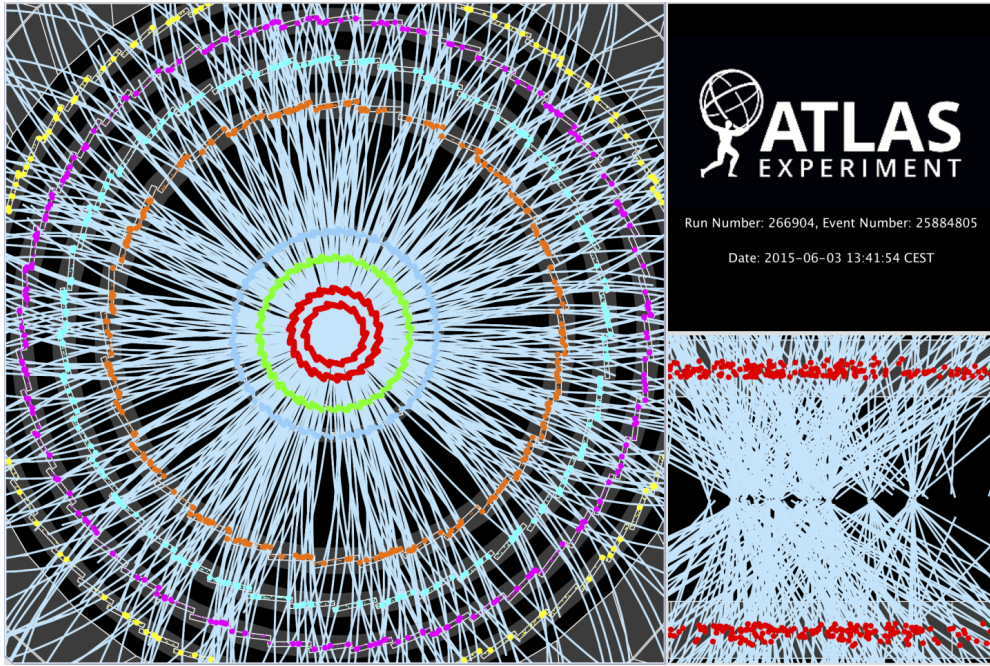 ATLAS
EXPERIMENT
Run Number: 266904, Event Number: 25884805
Date: 2015-06-03 13:41:54 CEST